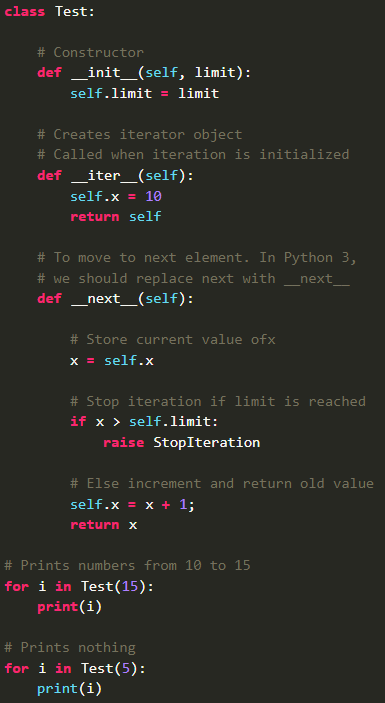 class Test:
    # Constructor
    def __init__(self, limit):
        self.limit = limit
    # Creates iterator object
    # Called when iteration is initialized
    def __iter__(self):
        self.x = 10
        return self
    # To move to next element. In Python 3,
    # we should replace next with __next__
    def __next__(self):
        # Store current value ofx
        x = self.x
        # Stop iteration if limit is reached
        if x > self.limit:
            raise StopIteration
        # Else increment and return old value
        self.x = x + 1;
        return x
# Prints numbers from 10 to 15
for i in Test(15):
    print(i)
# Prints nothing
for i in Test(5):
    print(i)